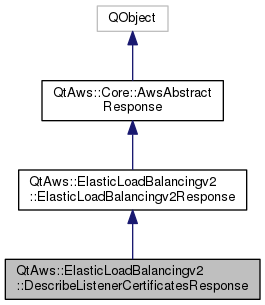 QObject
QtAws::Core::AwsAbstract
Response
QtAws::ElasticLoadBalancingv2
::ElasticLoadBalancingv2Response
QtAws::ElasticLoadBalancingv2
::DescribeListenerCertificatesResponse